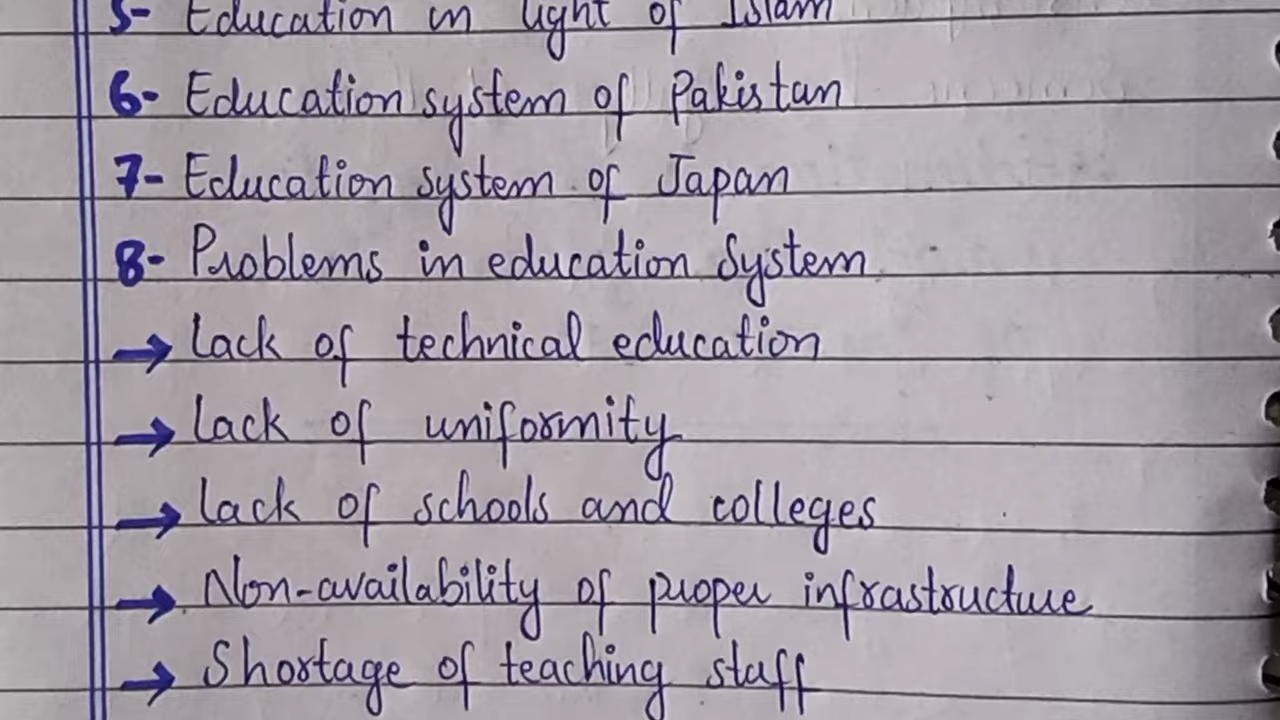 5- Education in light of Islam
6- Education system of Pakistan
7- Education system of Japan
8- Problems in education System
→ Lack of technical education
→ Lack of uniformity
→ Lack of schools and colleges
→ Non-availability of proper infrastructure
→ Shortage of teaching staff